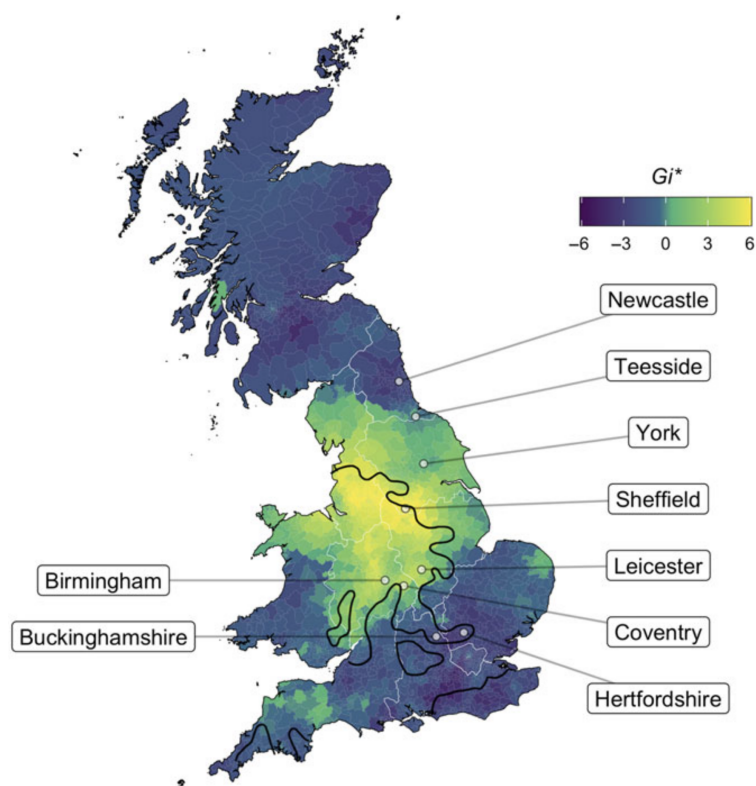 Gi*
−6 −3 0 3 6
Newcastle
Teesside
York
Sheffield
Leicester
Birmingham
Coventry
Buckinghamshire
Hertfordshire